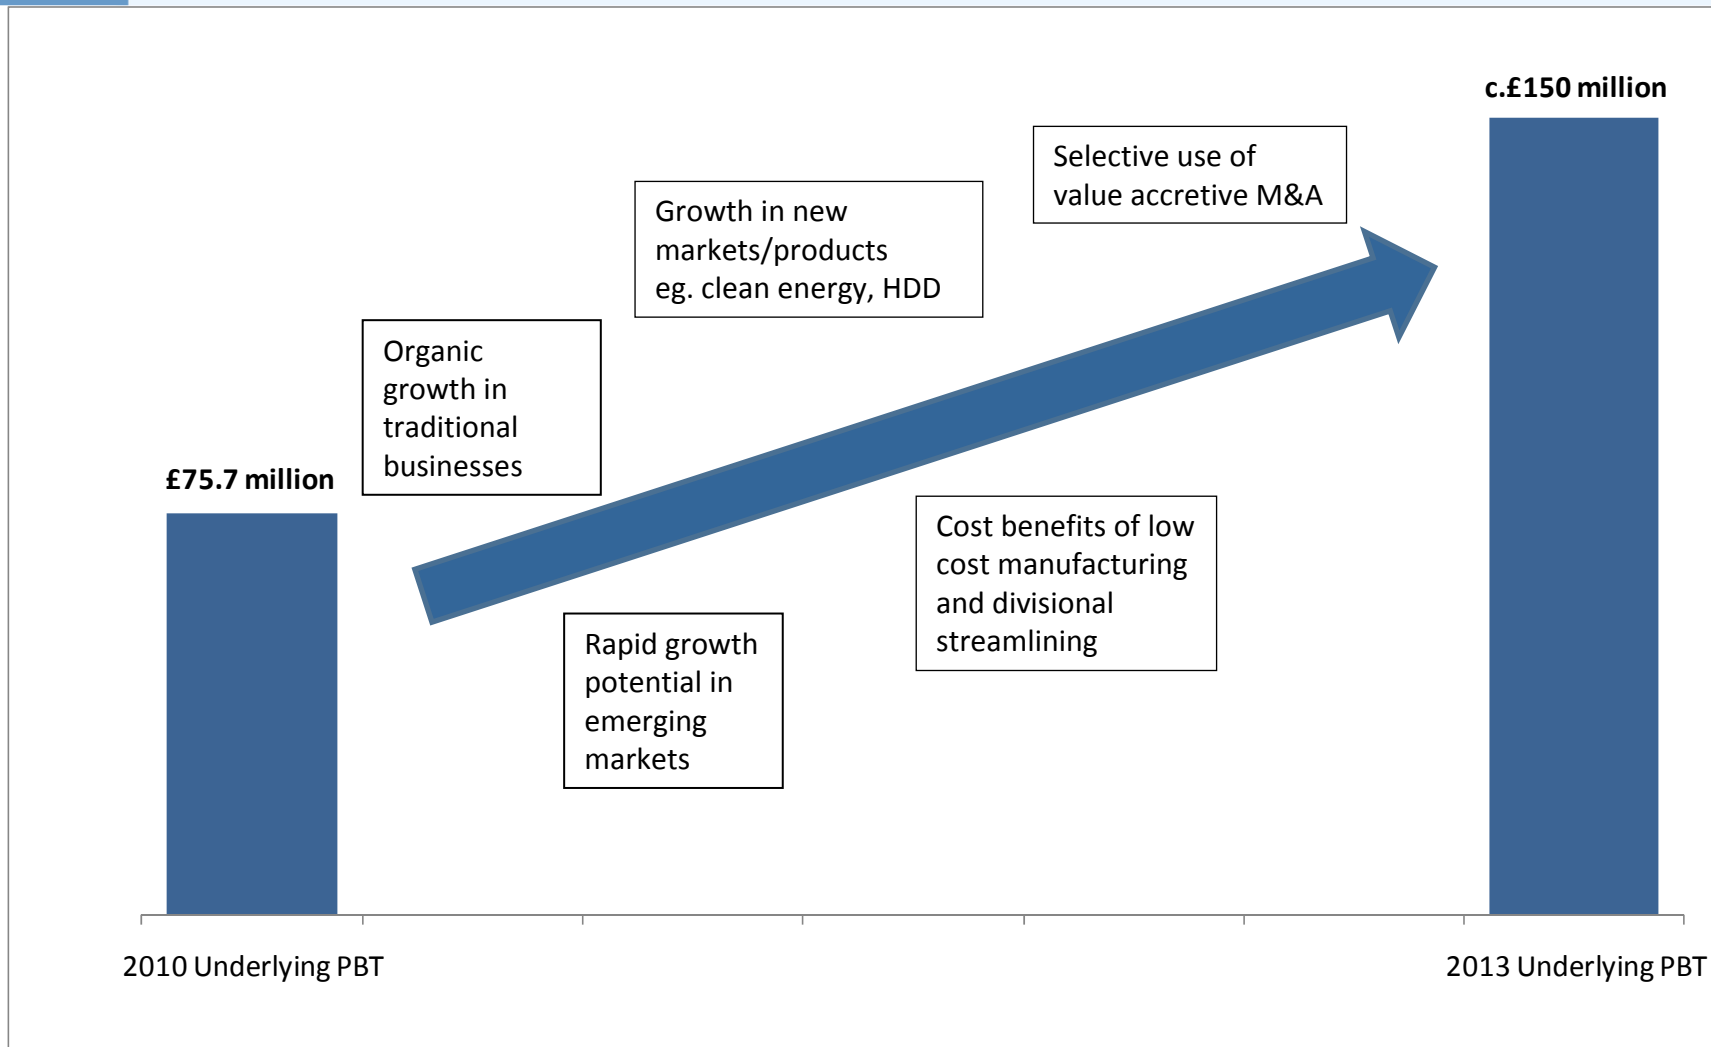 c.£150 million
Selective use of
value accretive M&A
Growth in new
markets/products
eg. clean energy, HDD
Organic
growth in
traditional
businesses
£75.7 million
Cost benefits of low
cost manufacturing
and divisional
streamlining
Rapid growth
potential in
emerging
markets
2010 Underlying PBT
2013 Underlying PBT